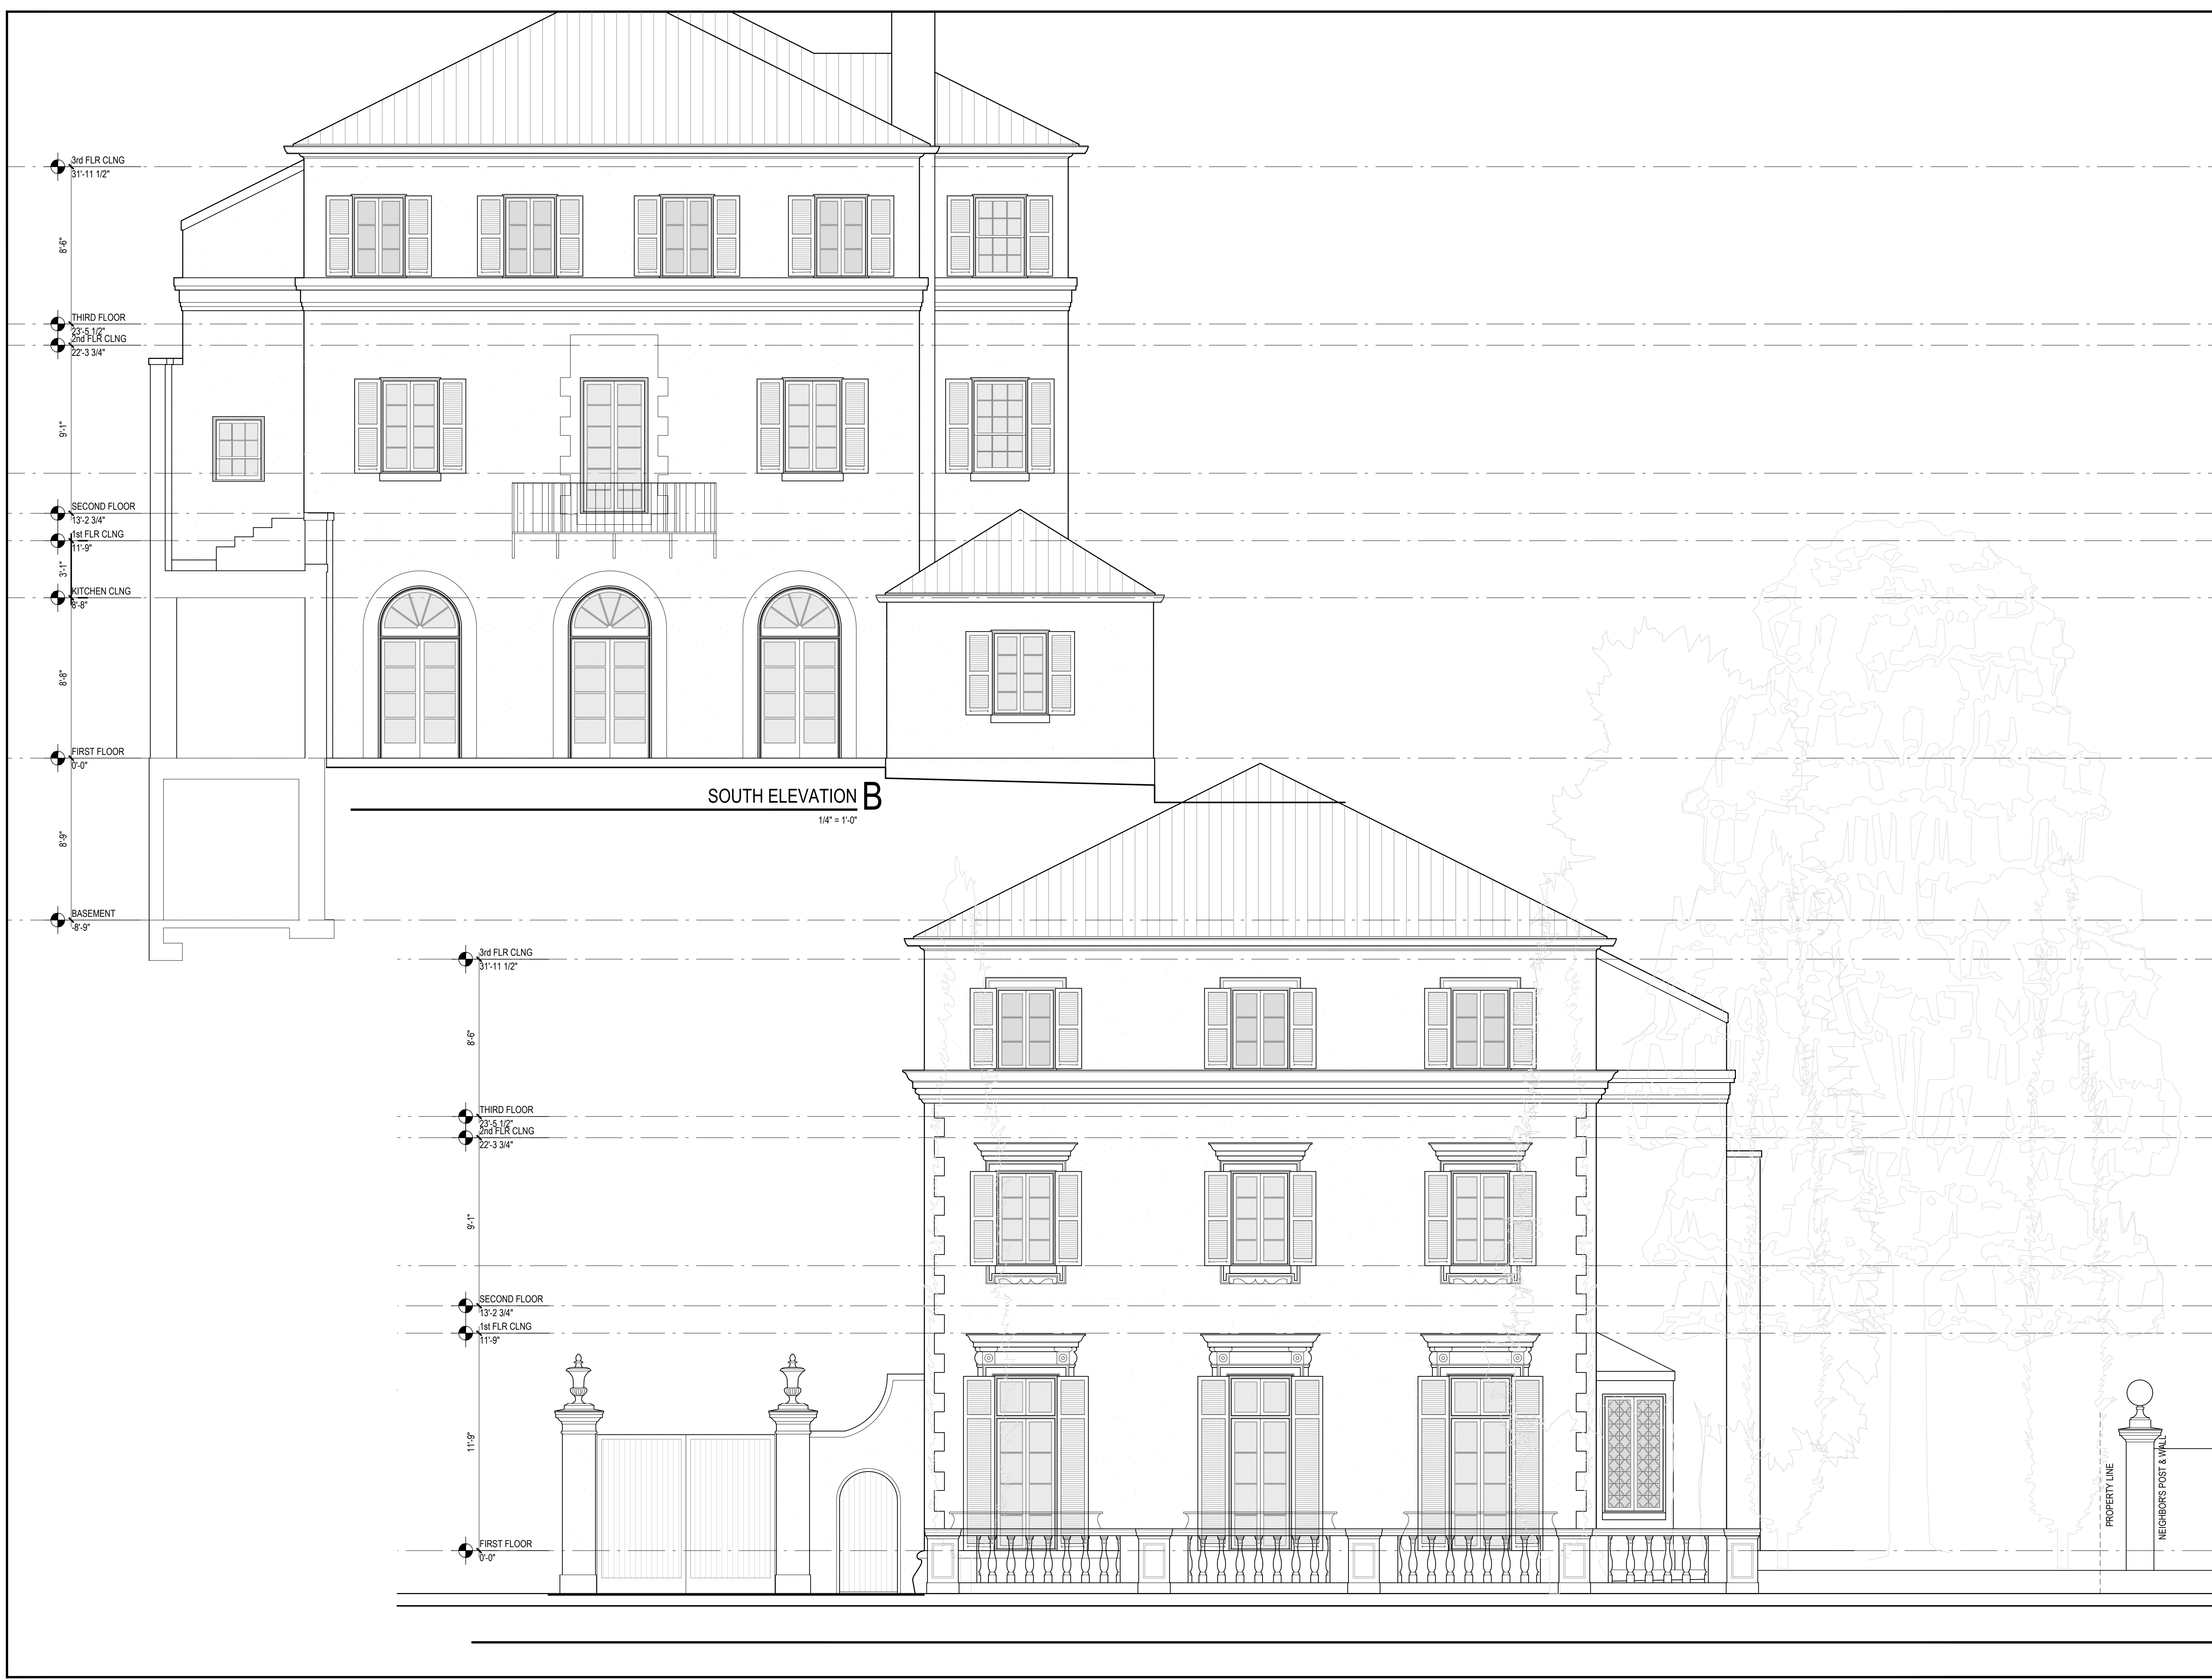 3rd FLR CLNG
31'-11 1/2"
8'-6"
THIRD FLOOR
23'-5 1/2"
2nd FLR CLNG
22'-3 3/4"
9'-1"
SECOND FLOOR
13'-2 3/4"
1st FLR CLNG
11'-9"
3'-1"
KITCHEN CLNG
8'-8"
8'-8"
FIRST FLOOR
0'-0"
SOUTH ELEVATION B
1/4" = 1'-0"
8'-9"
BASEMENT
-8'-9"
3rd FLR CLNG
31'-11 1/2"
8'-6"
THIRD FLOOR
23'-5 1/2"
2nd FLR CLNG
22'-3 3/4"
9'-1"
SECOND FLOOR
13'-2 3/4"
1st FLR CLNG
11'-9"
11'-9"
FIRST FLOOR
0'-0"
PROPERTY LINE
NEIGHBOR'S POST & WALL